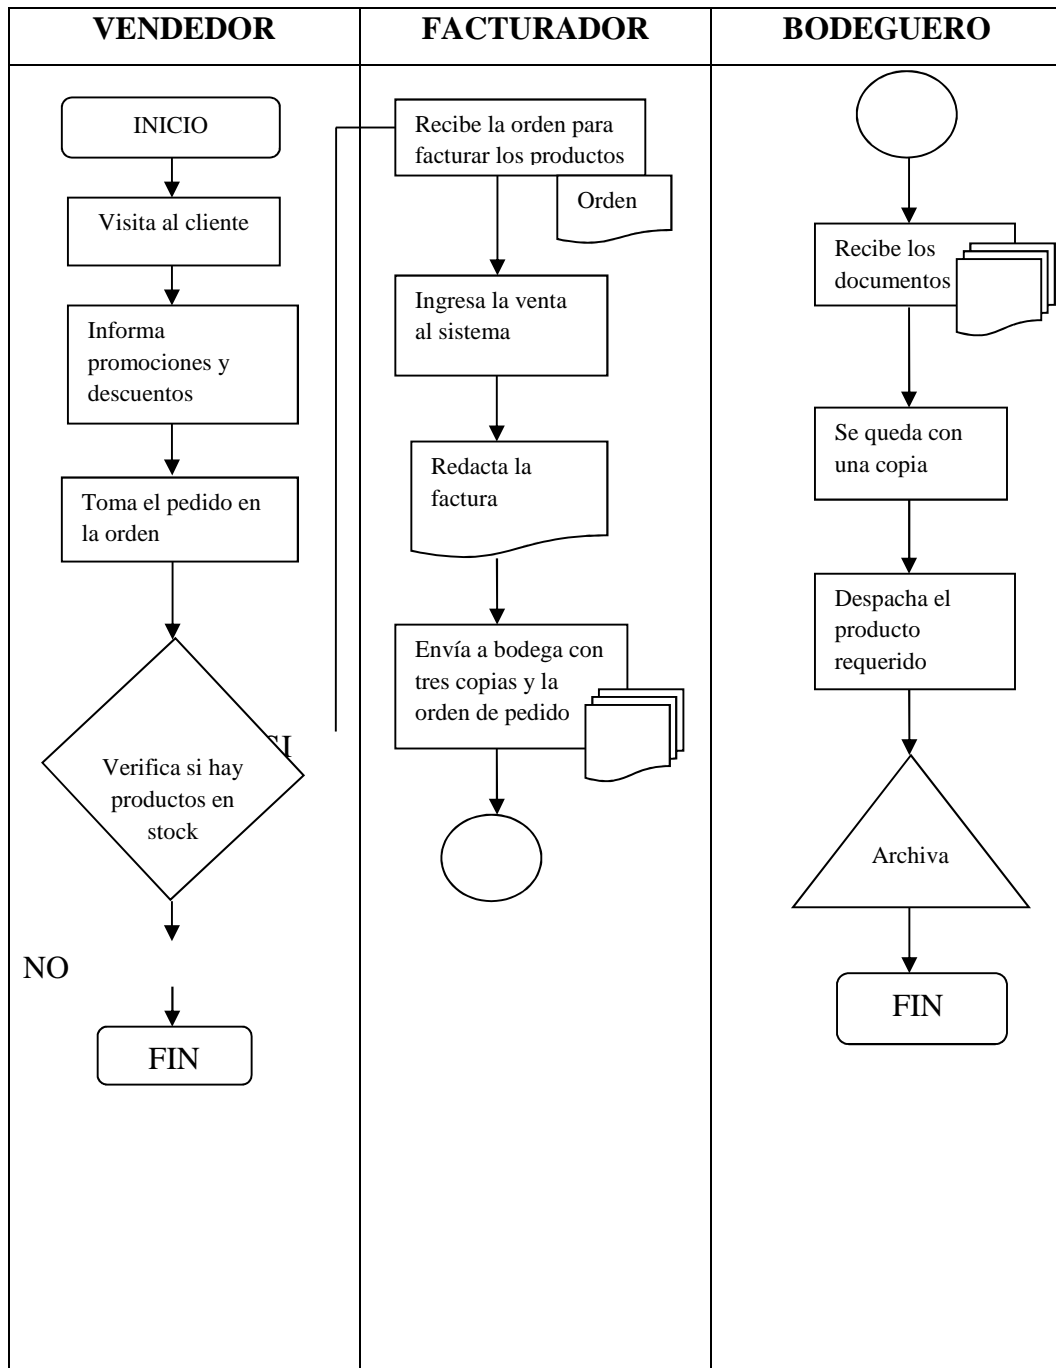 VENDEDOR
FACTURADOR
BODEGUERO
INICIO
Visita al cliente
Informa
promociones y
descuentos
Toma el pedido en
la orden
SI
Verifica si hay
productos en
stock
NO
FIN
Recibe la orden para
facturar los productos
Orden
Ingresa la venta
al sistema
Redacta la
factura
Envía a bodega con
tres copias y la
orden de pedido
Recibe los
documentos
Se queda con
una copia
Despacha el
producto
requerido
Archiva
FIN